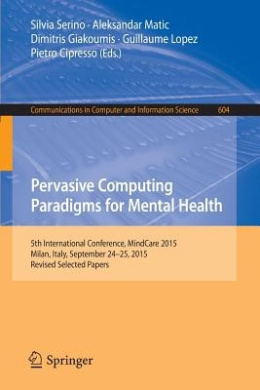 Silvia Serino · Aleksandar Matic
Dimitris Giakoumis · Guillaume Lopez
Pietro Cipresso (Eds.)
Communications in Computer and Information Science 604
Pervasive Computing
Paradigms for Mental Health
5th International Conference, MindCare 2015
Milan, Italy, September 24–25, 2015
Revised Selected Papers
Springer